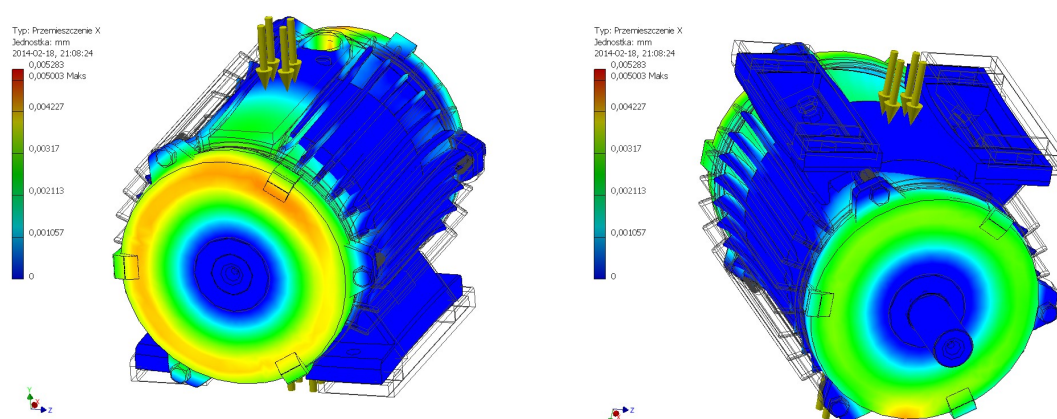 Typ: Przemieszczenie X
Jednostka: mm
2014-02-18, 21:08:24
0,005283
0,005003 Maks
0,004227
0,00317
0,002113
0,001057
0
Y
X
Z
Typ: Przemieszczenie X
Jednostka: mm
2014-02-18, 21:08:24
0,005283
0,005003 Maks
0,004227
0,00317
0,002113
0,001057
0
Z